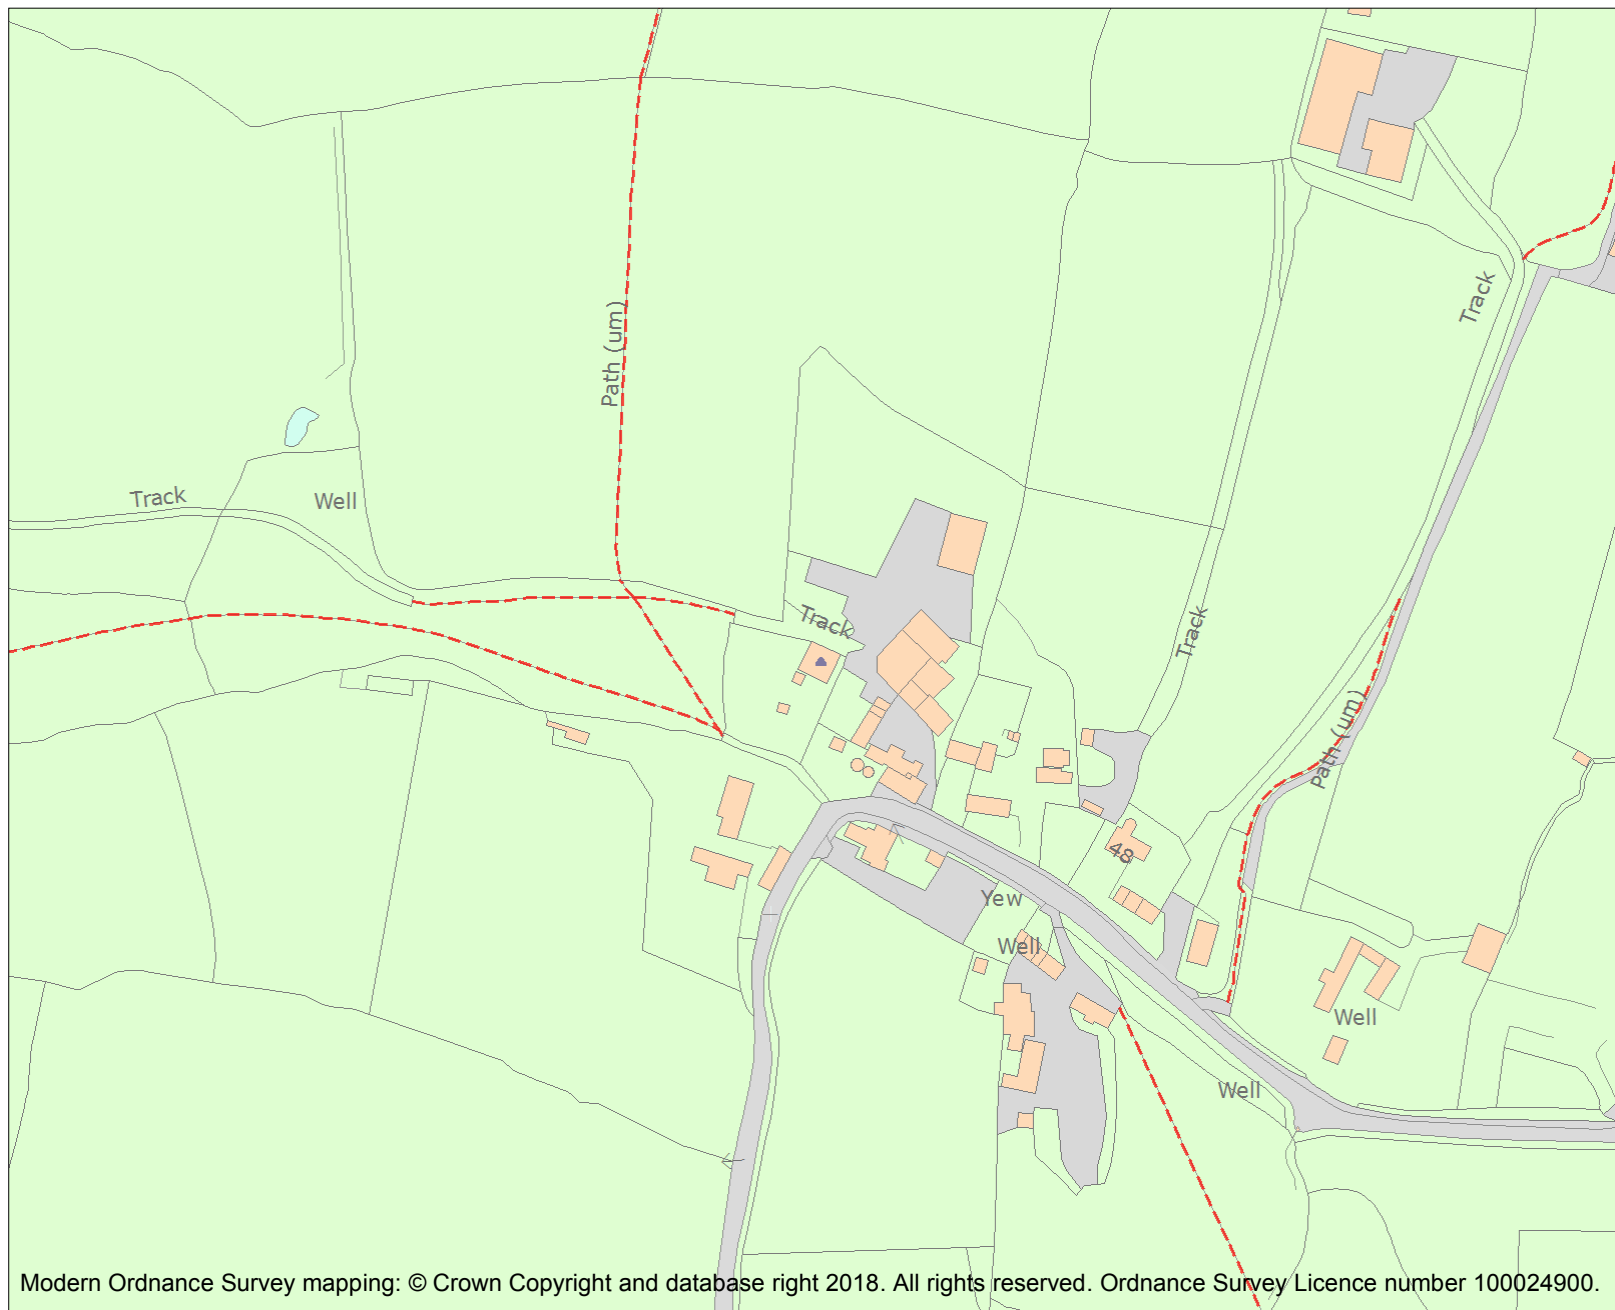 Track
Path (um)
Track
Well
Track
Track
Path (um)
48
Yew
Well
Well
Well
Modern Ordnance Survey mapping: © Crown Copyright and database right 2018. All rights reserved. Ordnance Survey Licence number 100024900.